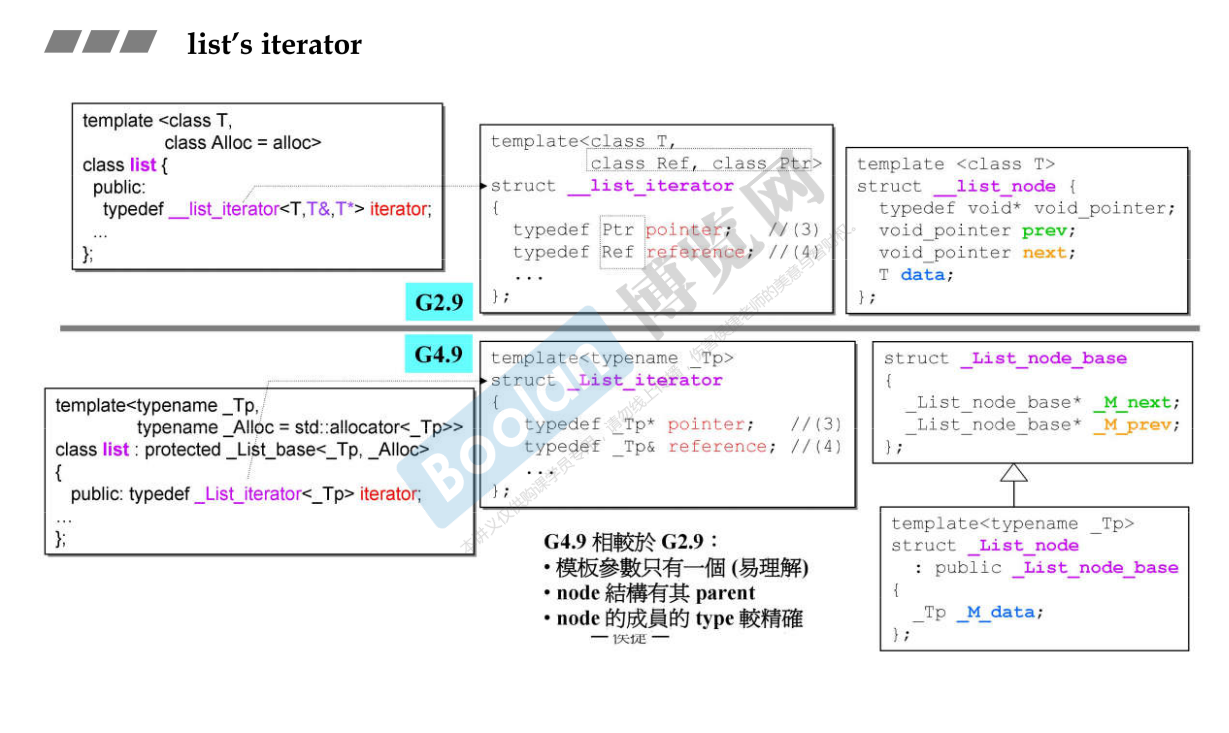 list’s iterator
template <class T,
class Alloc = alloc>
class list {
public:
typedef __list_iterator<T,T&,T*> iterator;
...
};
template<class T,
class Ref, class Ptr>
struct __list_iterator
{
typedef Ptr pointer; //(3)
typedef Ref reference; //(4)
...
};
template <class T>
struct __list_node {
typedef void* void_pointer;
void_pointer prev;
void_pointer next;
T data;
};
G2.9
G4.9
template<typename _Tp,
typename _Alloc = std::allocator<_Tp>>
class list : protected _List_base<_Tp, _Alloc>
{
public: typedef _List_iterator<_Tp> iterator;
...
};
template<typename _Tp>
struct _List_iterator
{
typedef _Tp* pointer; //(3)
typedef _Tp& reference; //(4)
...
};
struct _List_node_base
{
_List_node_base* _M_next;
_List_node_base* _M_prev;
};
template<typename _Tp>
struct _List_node
: public _List_node_base
{
_Tp _M_data;
};
G4.9 相較於 G2.9：
• 模板參數只有一個 (易理解)
• node 結構有其 parent
• node 的成員的 type 較精確
— 侯捷 —
Boolan 博览网